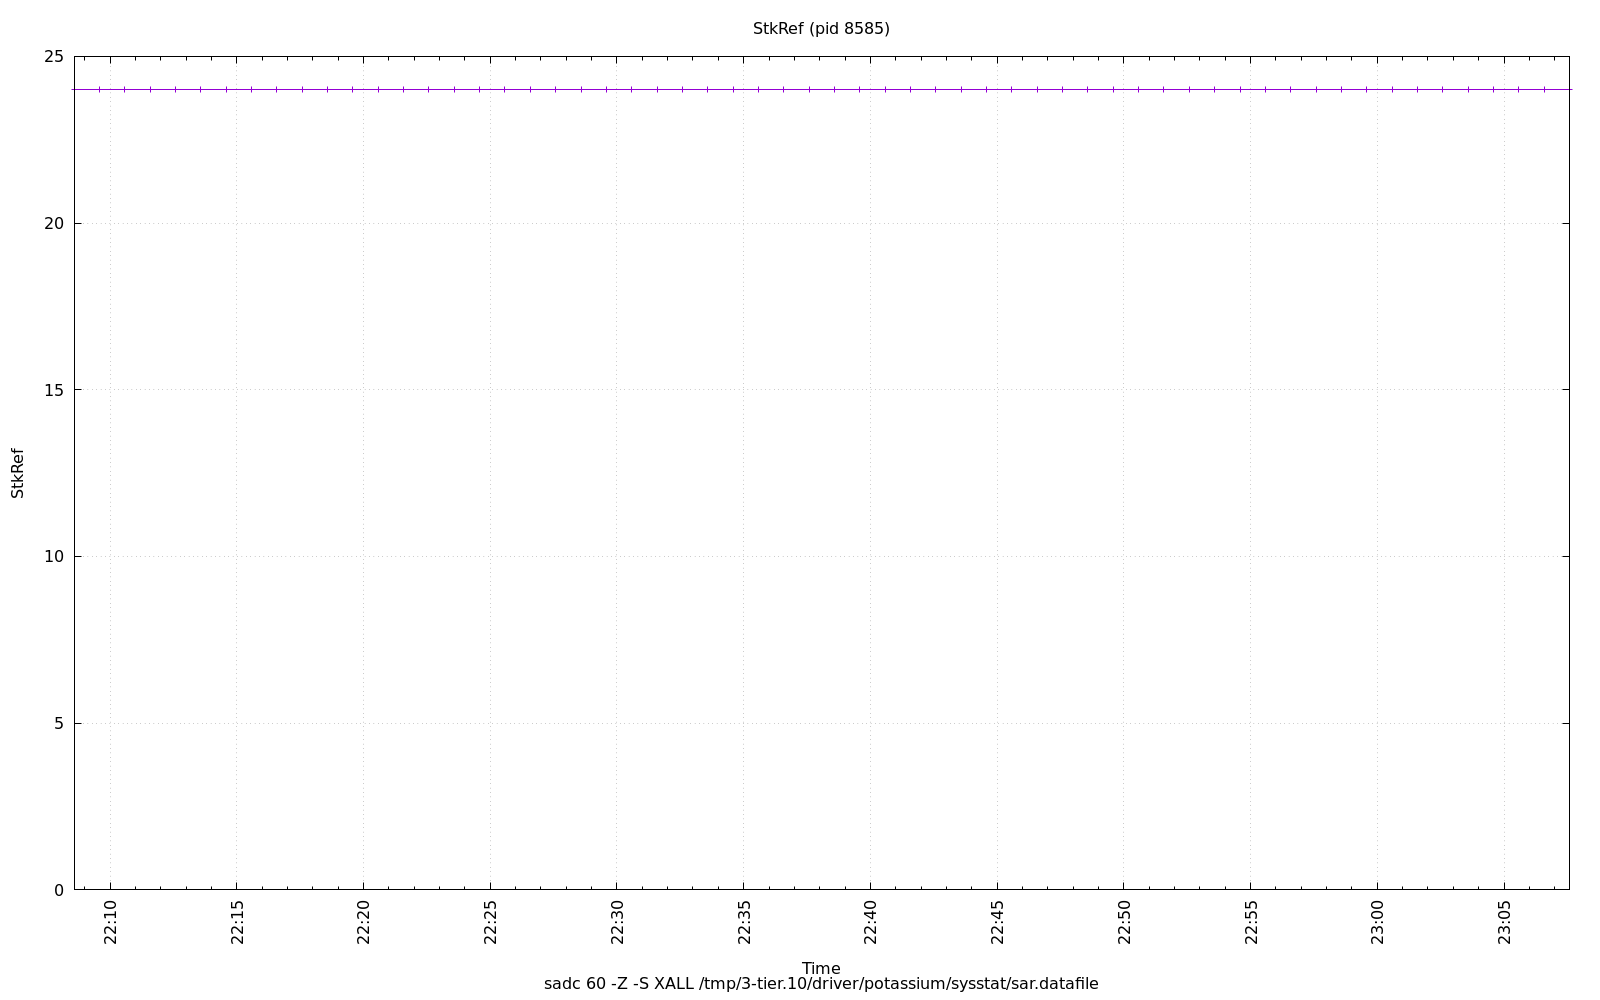 StkRef (pid 8585)
25
20
15
10
5
0
StkRef
22:10 22:15 22:20 22:25 22:30 22:35 22:40 22:45 22:50 22:55 23:00 23:05
Time
sadc 60 -Z -S XALL /tmp/3-tier.10/driver/potassium/sysstat/sar.datafile